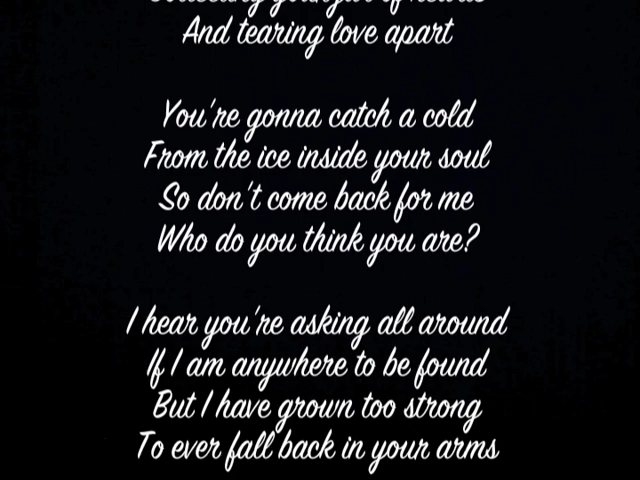 And tearing love apart
You're gonna catch a cold
From the ice inside your soul
So don't come back for me
Who do you think you are?
I hear you're asking all around
If I am anywhere to be found
But I have grown too strong
To ever fall back in your arms